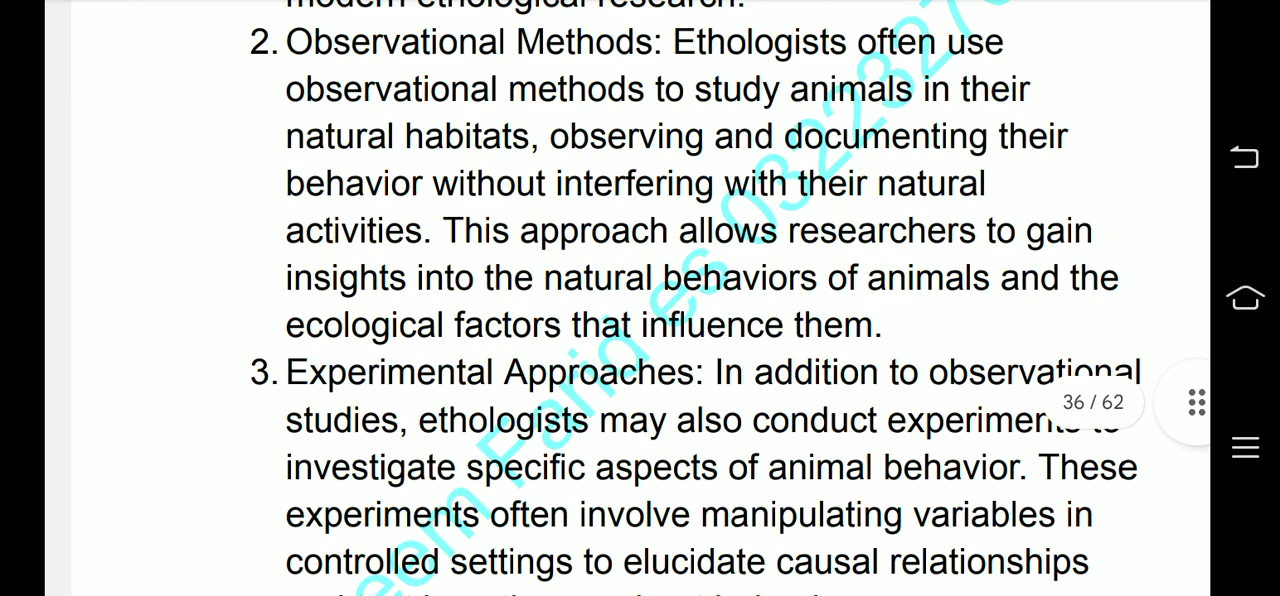 2. Observational Methods: Ethologists often use
observational methods to study animals in their
natural habitats, observing and documenting their
behavior without interfering with their natural
activities. This approach allows researchers to gain
insights into the natural behaviors of animals and the
ecological factors that influence them.
3. Experimental Approaches: In addition to observational
36 / 62
studies, ethologists may also conduct
investigate specific aspects of animal behavior. These
experiments often involve manipulating variables in
controlled settings to elucidate causal relationships
Farid es